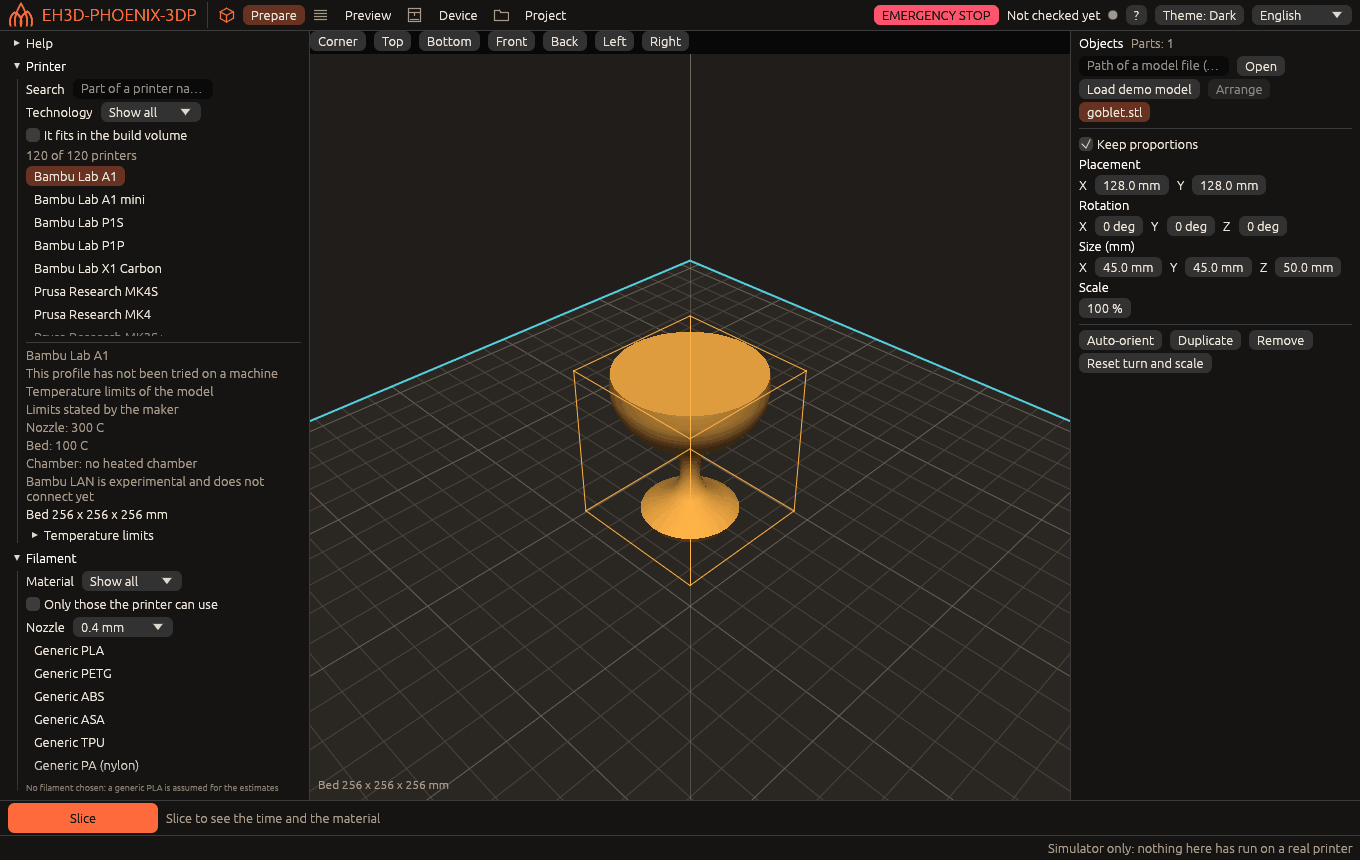 EH3D-PHOENIX-3DP
Prepare
Preview
Device
Project
EMERGENCY STOP
Not checked yet
?
Theme: Dark
English
Help
Printer
Search Part of a printer na...
Technology Show all
It fits in the build volume
120 of 120 printers
Bambu Lab A1
Bambu Lab A1 mini
Bambu Lab P1S
Bambu Lab P1P
Bambu Lab X1 Carbon
Prusa Research MK4S
Prusa Research MK4
Bambu Lab A1
This profile has not been tried on a machine
Temperature limits of the model
Limits stated by the maker
Nozzle: 300 C
Bed: 100 C
Chamber: no heated chamber
Bambu LAN is experimental and does not
connect yet
Bed 256 x 256 x 256 mm
Temperature limits
Filament
Material Show all
Only those the printer can use
Nozzle 0.4 mm
Generic PLA
Generic PETG
Generic ABS
Generic ASA
Generic TPU
Generic PA (nylon)
No filament chosen: a generic PLA is assumed for the estimates
Corner Top Bottom Front Back Left Right
Bed 256 x 256 x 256 mm
Objects Parts: 1
Path of a model file (... Open
Load demo model Arrange
goblet.stl
Keep proportions
Placement
X 128.0 mm Y 128.0 mm
Rotation
X 0 deg Y 0 deg Z 0 deg
Size (mm)
X 45.0 mm Y 45.0 mm Z 50.0 mm
Scale
100 %
Auto-orient Duplicate Remove
Reset turn and scale
Slice Slice to see the time and the material
Simulator only: nothing here has run on a real printer